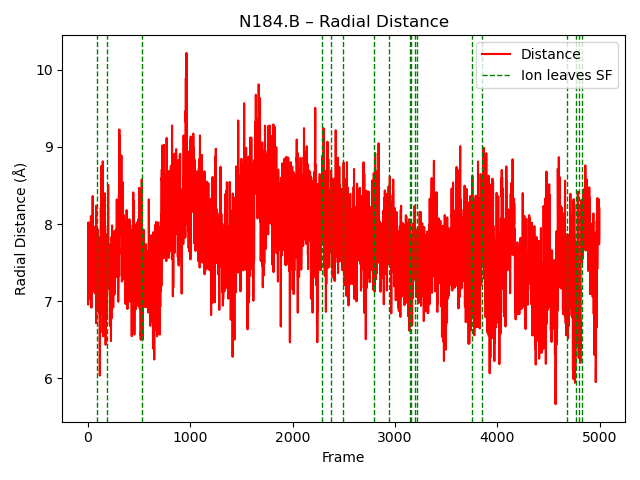 N184.B – Radial Distance
Distance
Ion leaves SF
Radial Distance (Å)
10
9
8
7
6
0
1000
2000
3000
4000
5000
Frame